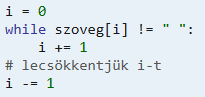 i = 0
while szoveg[i] != " ":
    i += 1
# lecsökkentjük i-t
i -= 1